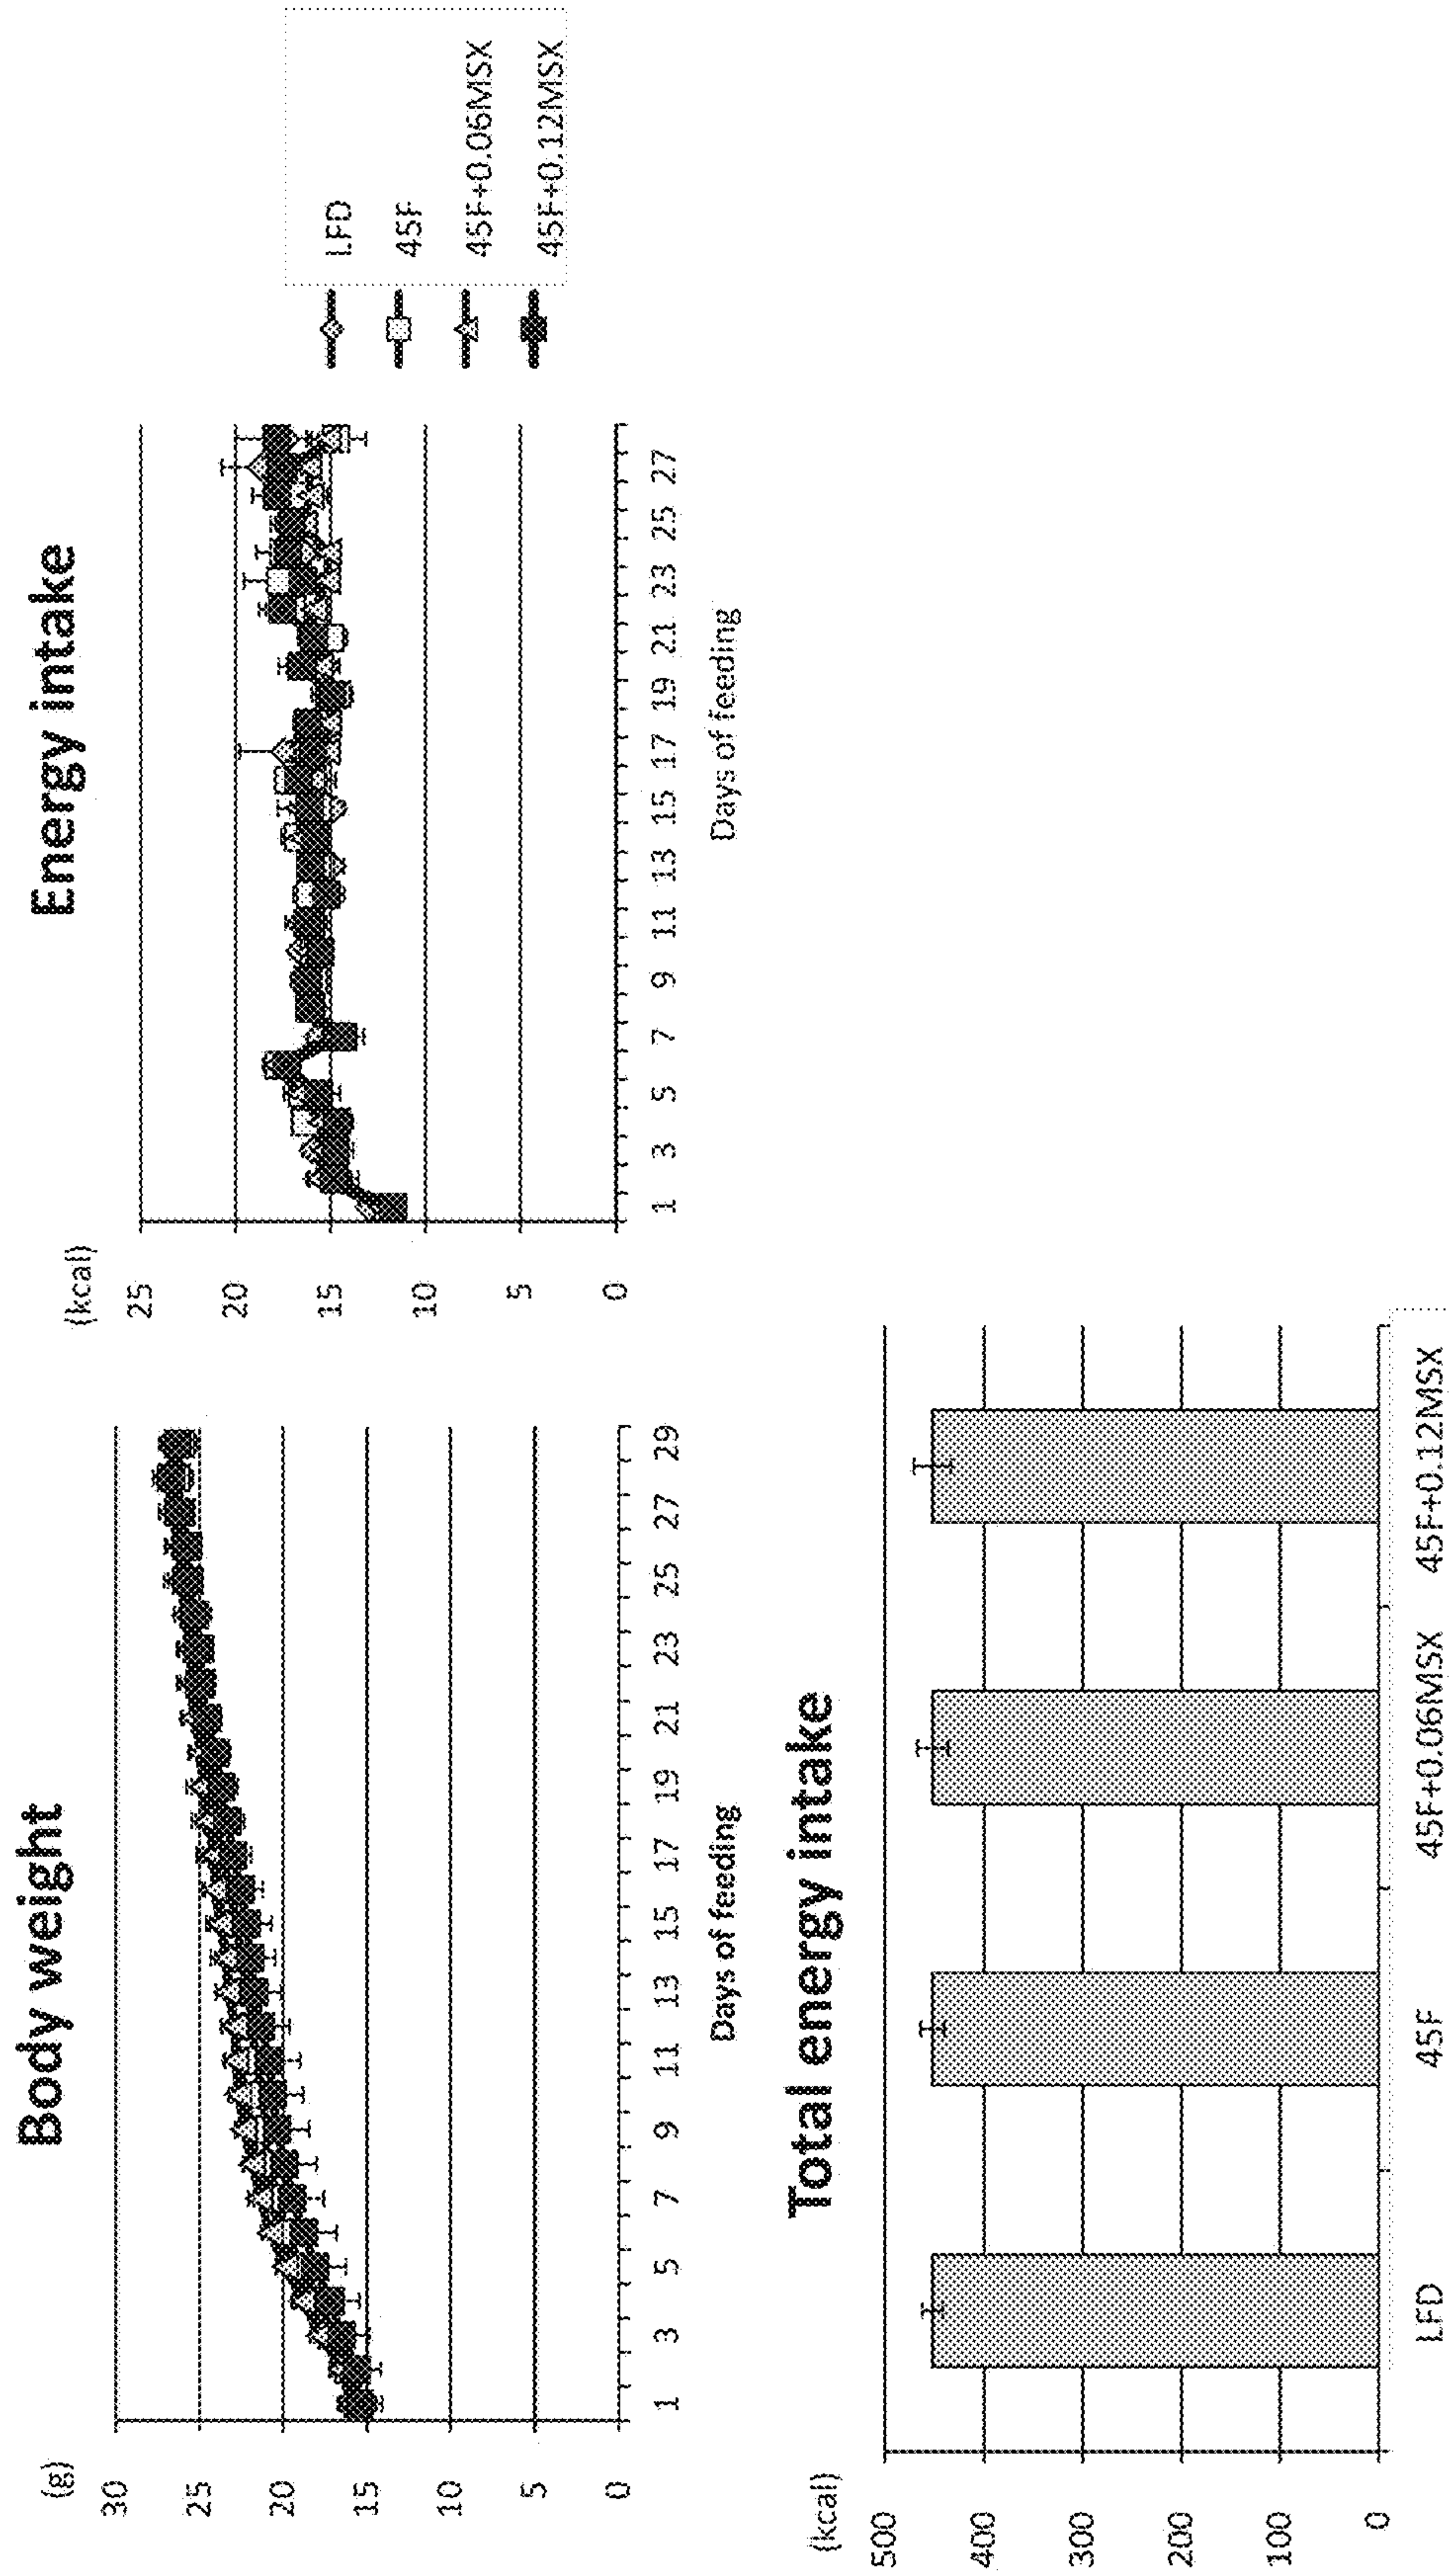 Body weight
(g)
30
25
20
15
10
5
0
1 3 5 7 9 11 13 15 17 19 21 23 25 27 29
Days of feeding
Energy intake
(kcal)
25
20
15
10
5
0
1 3 5 7 9 11 13 15 17 19 21 23 25 27
Days of feeding
LFD
45F
45F+0.06MSX
45F+0.12MSX
Total energy intake
(kcal)
500
400
300
200
100
0
LFD 45F 45F+0.06MSX 45F+0.12MSX